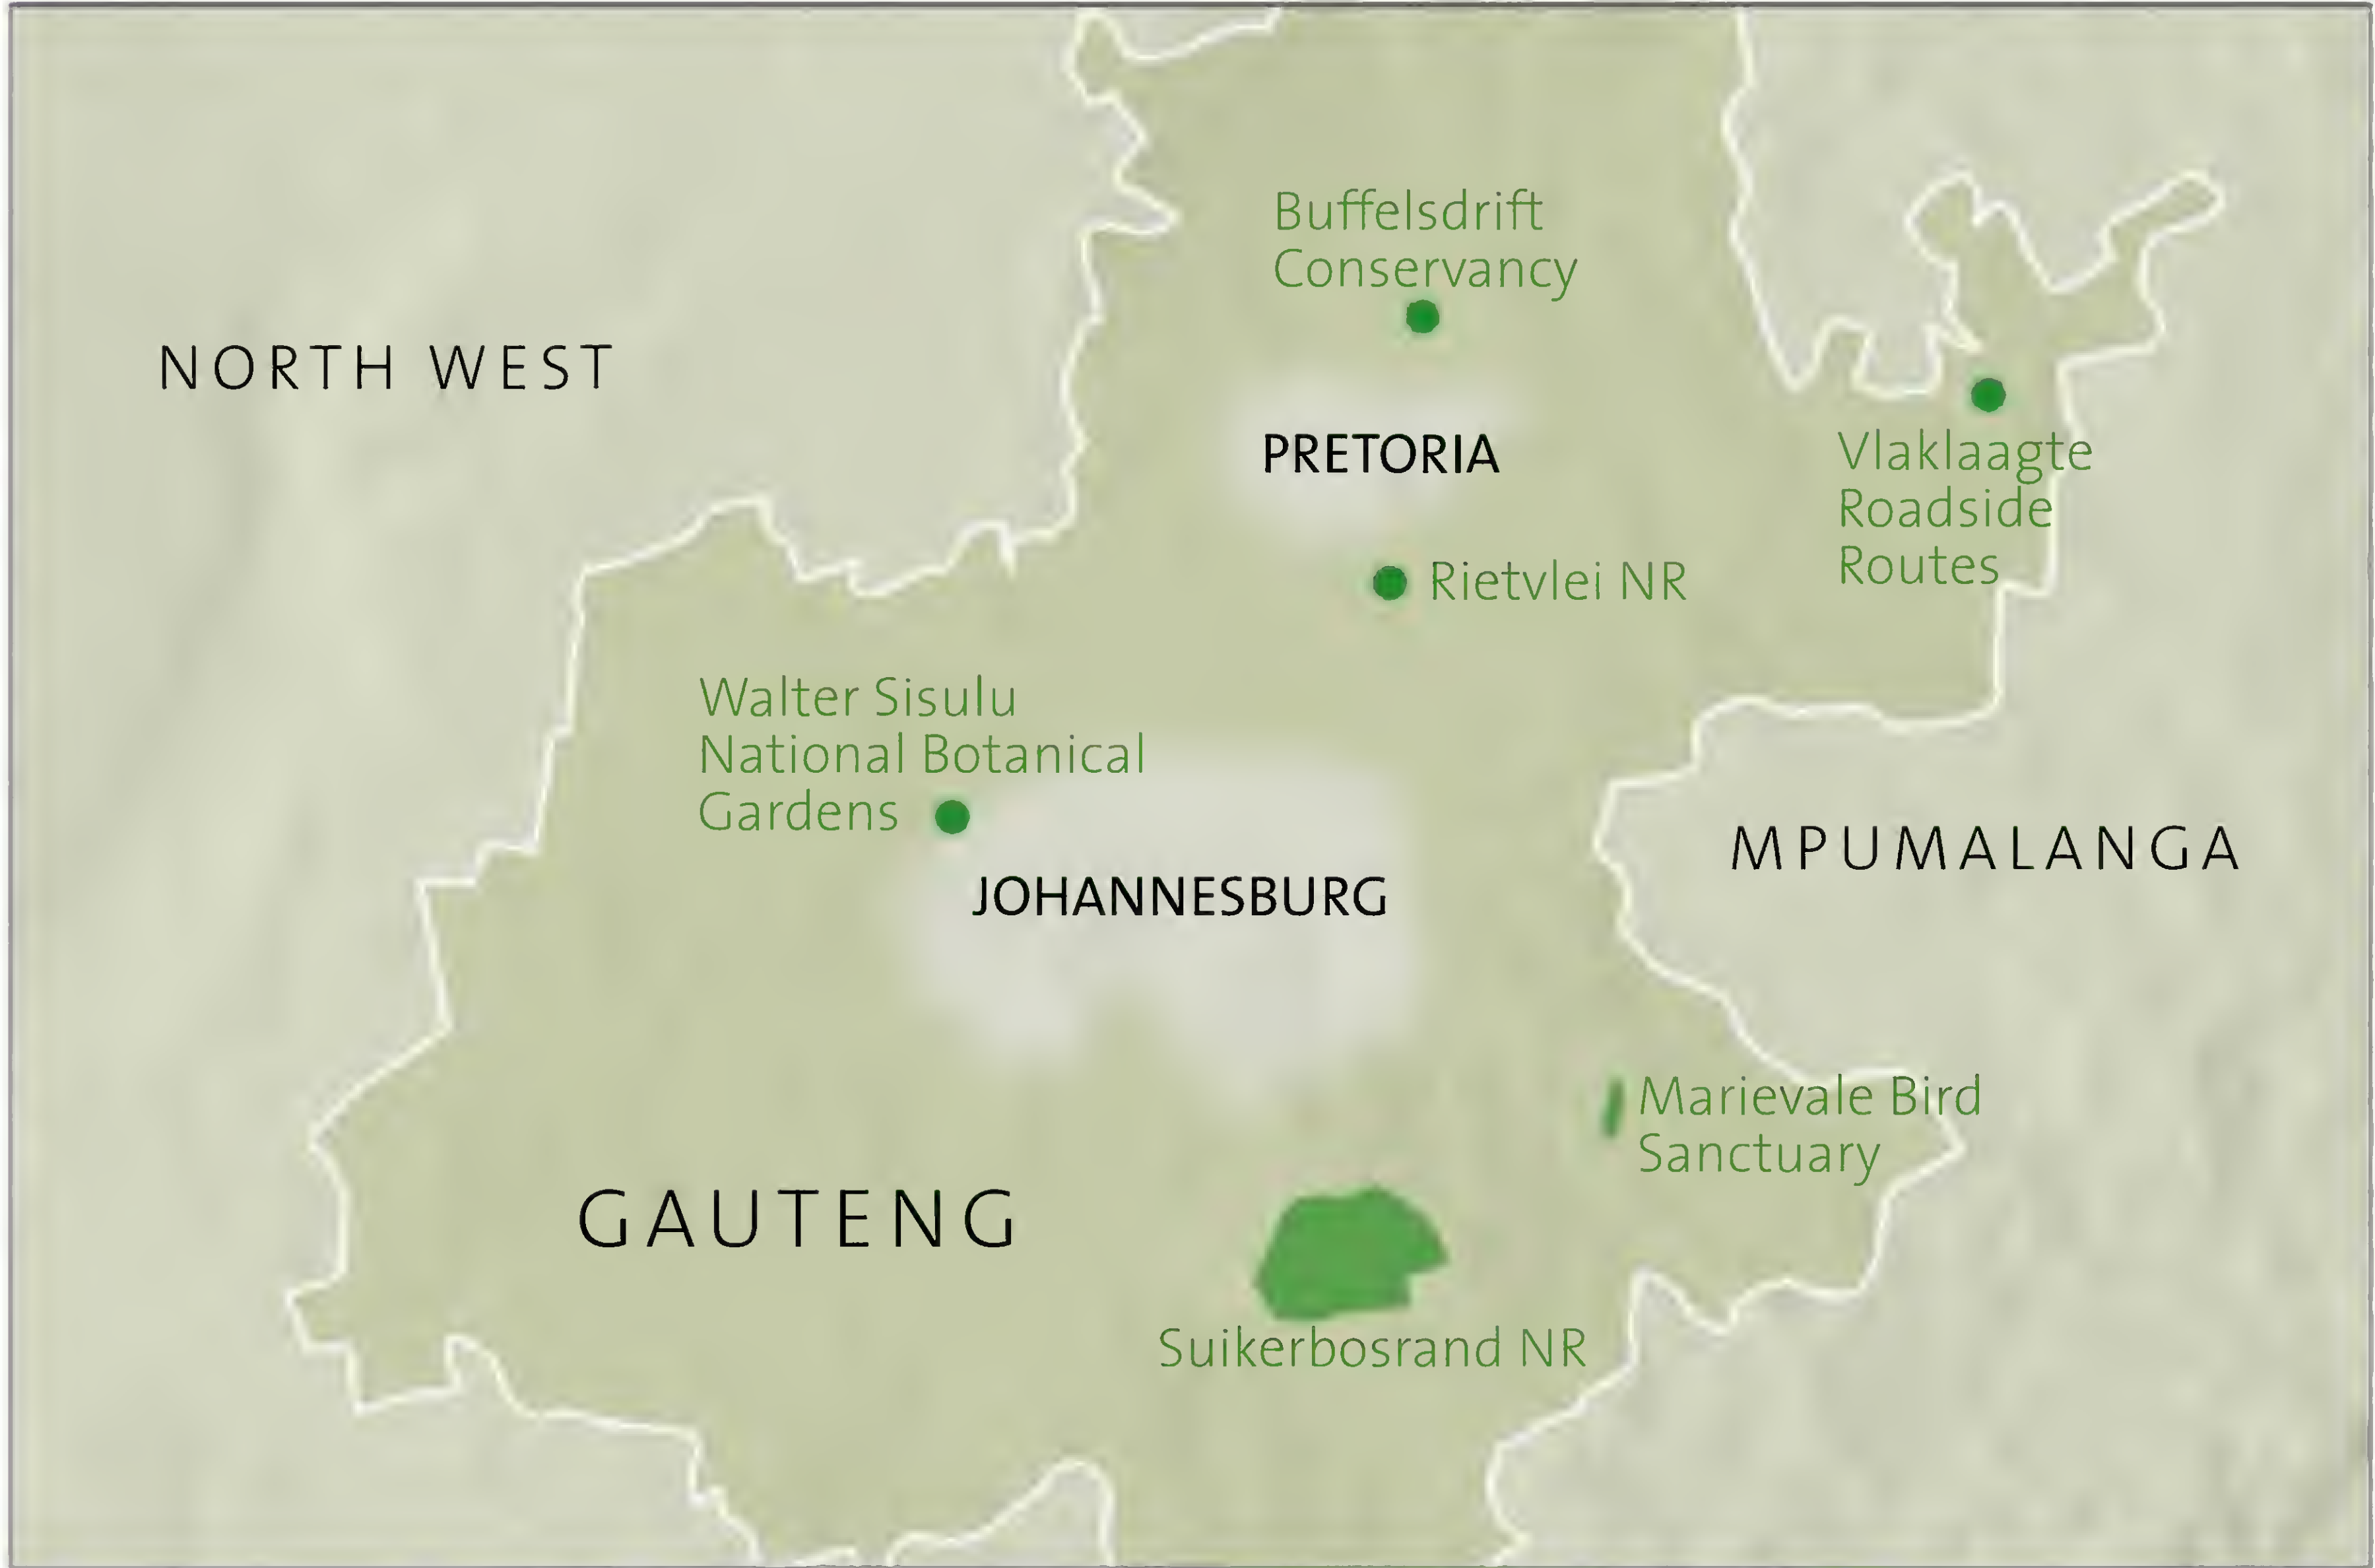 Buffelsdrift
Conservancy
NORTH WEST
PRETORIA
Vlaklaagte
Roadside
Routes
Rietvlei NR
Walter Sisulu
National Botanical
Gardens
MPUMALANGA
JOHANNESBURG
Marievale Bird
Sanctuary
GAUTENG
Suikerbosrand NR